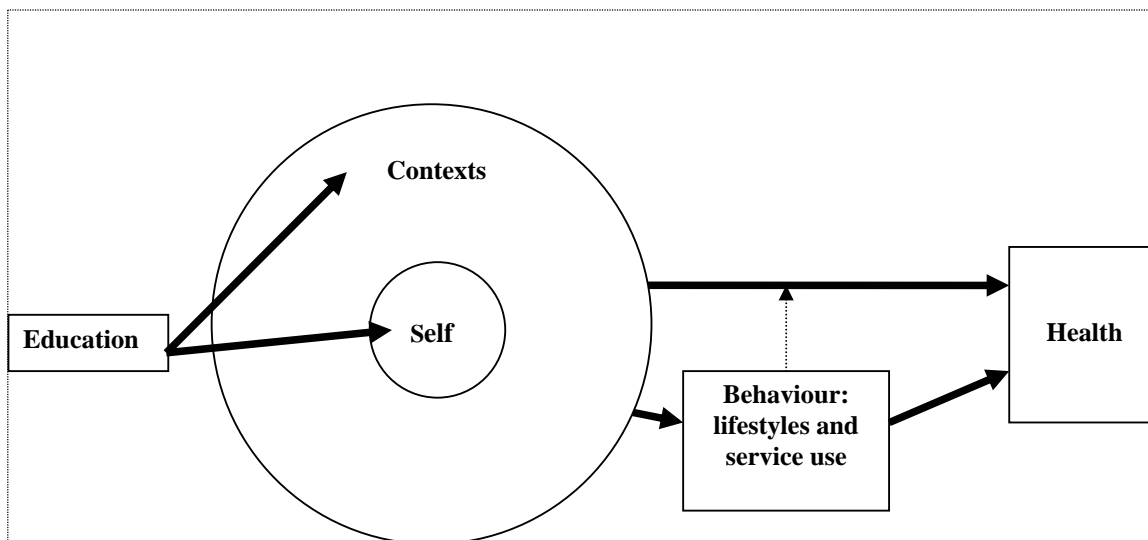 Contexts
Education
Self
Health
Behaviour:
lifestyles and
service use